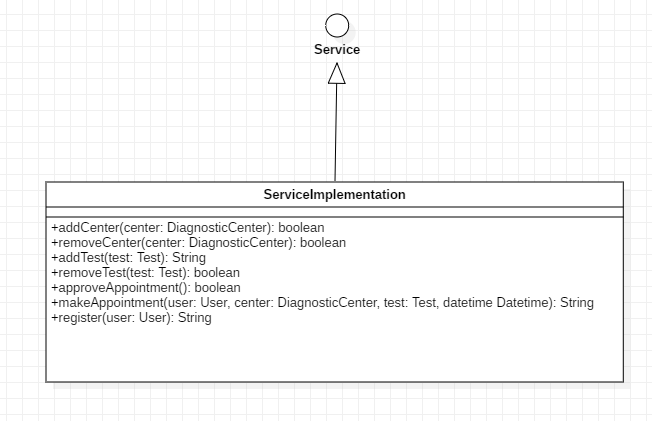 Service
ServiceImplementation
+addCenter(center: DiagnosticCenter): boolean
+removeCenter(center: DiagnosticCenter): boolean
+addTest(test: Test): String
+removeTest(test: Test): boolean
+approveAppointment(): boolean
+makeAppointment(user: User, center: DiagnosticCenter, test: Test, datetime Datetime): String
+register(user: User): String